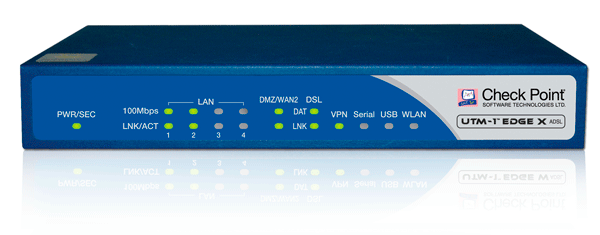 LAN
DMZ/WAN2 DSL
100Mbps
DAT
PWR/SEC
LNK/ACT
LNK
VPN Serial USB WLAN
1 2 3 4
Check Point
SOFTWARE TECHNOLOGIES LTD.
UTM-1™ EDGE X ADSL